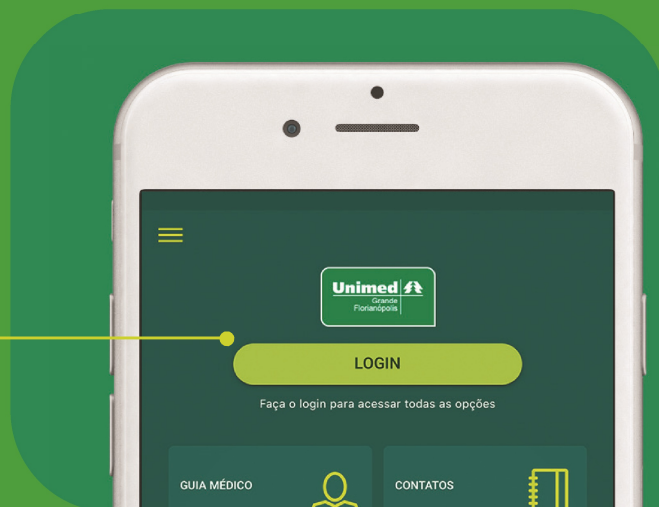 Unimed
Grande
Florianópolis
LOGIN
Faça o login para acessar todas as opções
GUIA MÉDICO
CONTATOS